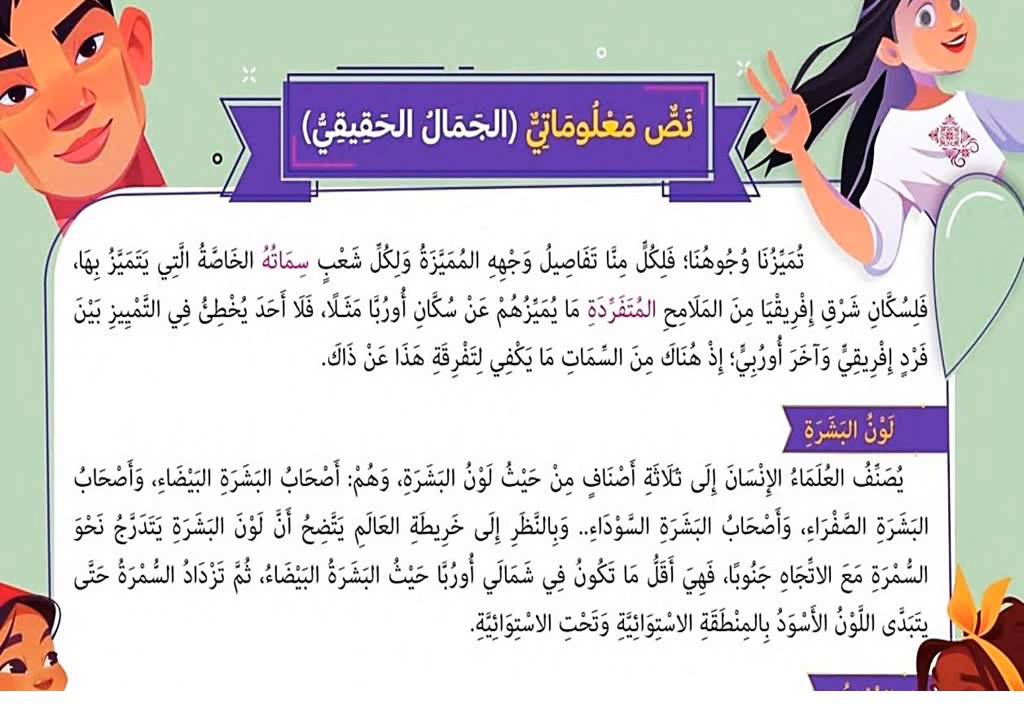 نَصٌّ مَعْلُومَاتِيٌّ (الجَمَالُ الحَقِيقِيُّ)
تُمَيِّزُنَا وُجُوهُنَا؛ فَلِكُلٍّ مِنَّا تَفَاصِيلُ وَجْهِهِ المُمَيَّزَةُ وَلِكُلِّ شَعْبٍ سِمَاتُهُ الخَاصَّةُ الَّتِي يَتَمَيَّزُ بِهَا،
فَلِسُكَّانِ شَرْقِ إِفْرِيقْيَا مِنَ المَلَامِحِ المُتَفَرِّدَةِ مَا يُمَيِّزُهُمْ عَنْ سُكَّانِ أُورُبَّا مَثَلًا، فَلَا أَحَدَ يُخْطِئُ فِي التَّمْيِيزِ بَيْنَ
فَرْدٍ إِفْرِيقِيٍّ وَآخَرَ أُورُبِيٍّ؛ إِذْ هُنَاكَ مِنَ السِّمَاتِ مَا يَكْفِي لِتَفْرِقَةِ هَذَا عَنْ ذَاكَ.
لَوْنُ البَشَرَةِ
يُصَنِّفُ العُلَمَاءُ الإِنْسَانَ إِلَى ثَلَاثَةِ أَصْنَافٍ مِنْ حَيْثُ لَوْنُ البَشَرَةِ، وَهُمْ: أَصْحَابُ البَشَرَةِ البَيْضَاءِ، وَأَصْحَابُ
البَشَرَةِ الصَّفْرَاءِ، وَأَصْحَابُ البَشَرَةِ السَّوْدَاءِ.. وَبِالنَّظَرِ إِلَى خَرِيطَةِ العَالَمِ يَتَّضِحُ أَنَّ لَوْنَ البَشَرَةِ يَتَدَرَّجُ نَحْوَ
السُّمْرَةِ مَعَ الاتِّجَاهِ جَنُوبًا، فَهِيَ أَقَلُّ مَا تَكُونُ فِي شَمَالَي أُورُبَّا حَيْثُ البَشَرَةُ البَيْضَاءُ، ثُمَّ تَزْدَادُ السُّمْرَةُ حَتَّى
يتَبَدَّى اللَّوْنُ الأَسْوَدُ بِالمِنْطَقَةِ الاسْتِوَائِيَّةِ وَتَحْتِ الاسْتِوَائِيَّةِ.